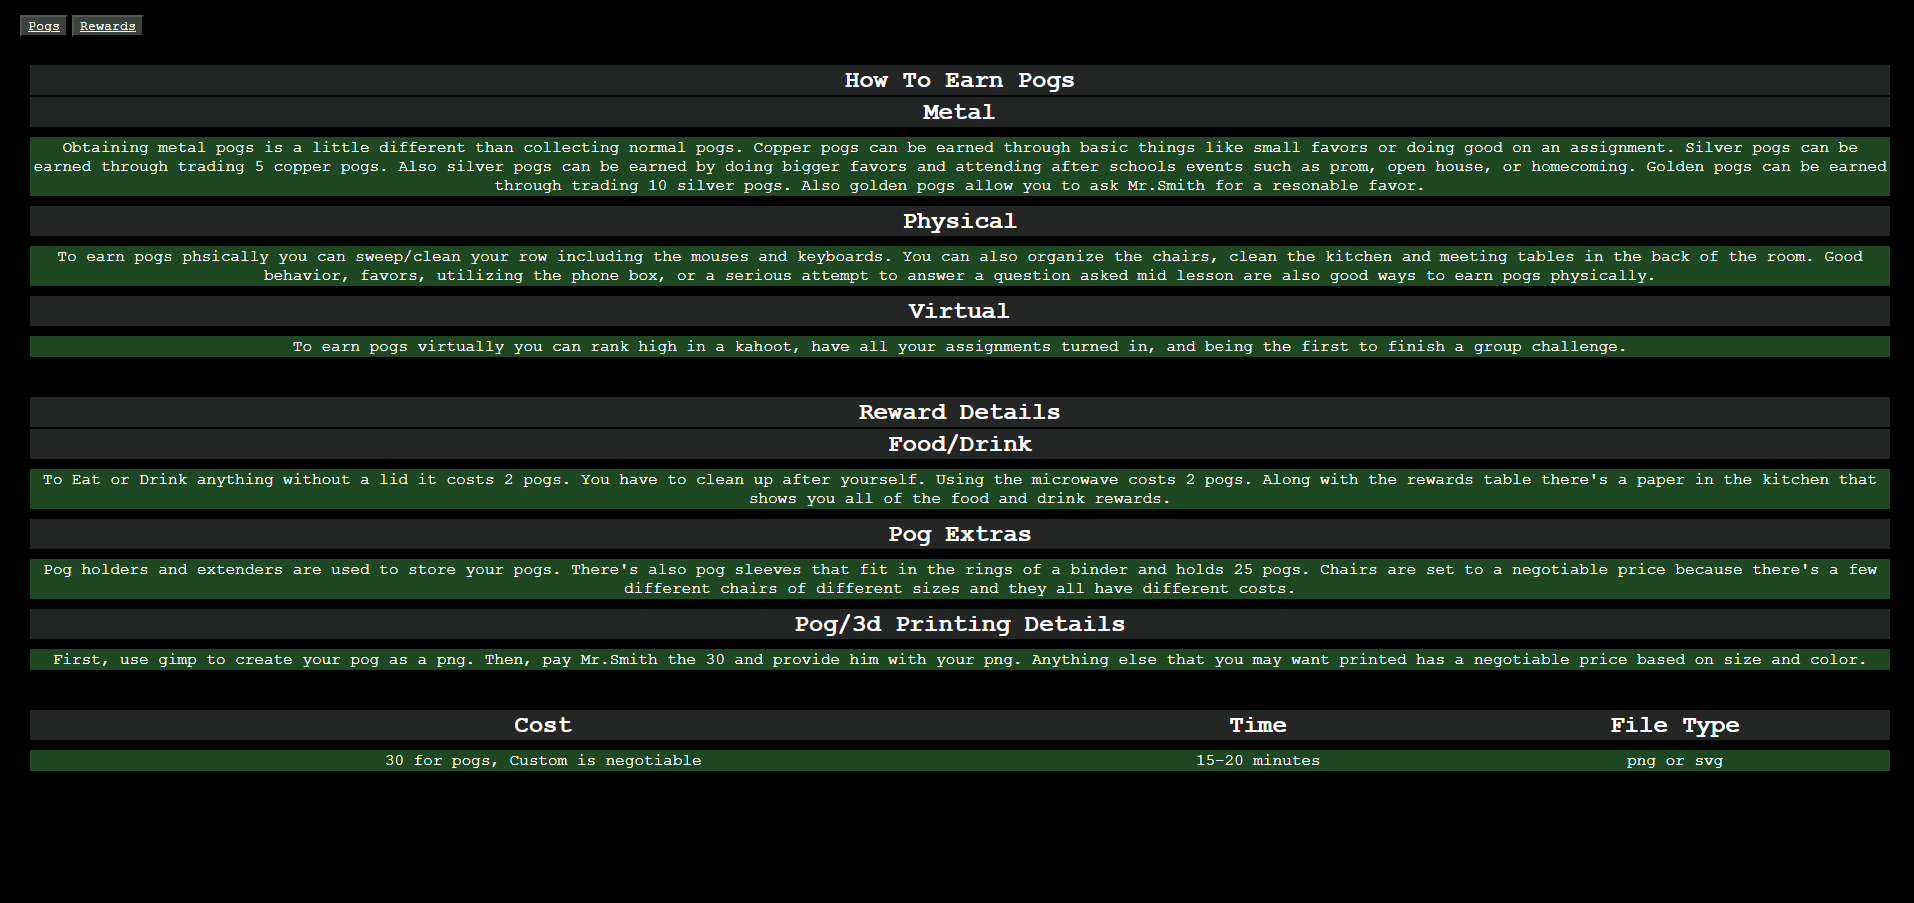 Pogs Rewards
How To Earn Pogs
Metal
Obtaining metal pogs is a little different than collecting normal pogs. Copper pogs can be earned through basic things like small favors or doing good on an assignment. Silver pogs can be
earned through trading 5 copper pogs. Also silver pogs can be earned by doing bigger favors and attending after schools events such as prom, open house, or homecoming. Golden pogs can be earned
through trading 10 silver pogs. Also golden pogs allow you to ask Mr.Smith for a resonable favor.
Physical
To earn pogs phsically you can sweep/clean your row including the mouses and keyboards. You can also organize the chairs, clean the kitchen and meeting tables in the back of the room. Good
behavior, favors, utilizing the phone box, or a serious attempt to answer a question asked mid lesson are also good ways to earn pogs physically.
Virtual
To earn pogs virtually you can rank high in a kahoot, have all your assignments turned in, and being the first to finish a group challenge.
Reward Details
Food/Drink
To Eat or Drink anything without a lid it costs 2 pogs. You have to clean up after yourself. Using the microwave costs 2 pogs. Along with the rewards table there's a paper in the kitchen that
shows you all of the food and drink rewards.
Pog Extras
Pog holders and extenders are used to store your pogs. There's also pog sleeves that fit in the rings of a binder and holds 25 pogs. Chairs are set to a negotiable price because there's a few
different chairs of different sizes and they all have different costs.
Pog/3d Printing Details
First, use gimp to create your pog as a png. Then, pay Mr.Smith the 30 and provide him with your png. Anything else that you may want printed has a negotiable price based on size and color.
Cost Time File Type
30 for pogs, Custom is negotiable 15-20 minutes png or svg